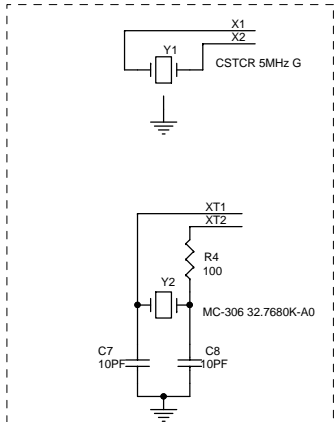 X1
X2
Y1
CSTCR 5MHz G
XT1
XT2
R4
100
Y2
MC-306 32.7680K-A0
C7
10PF
C8
10PF